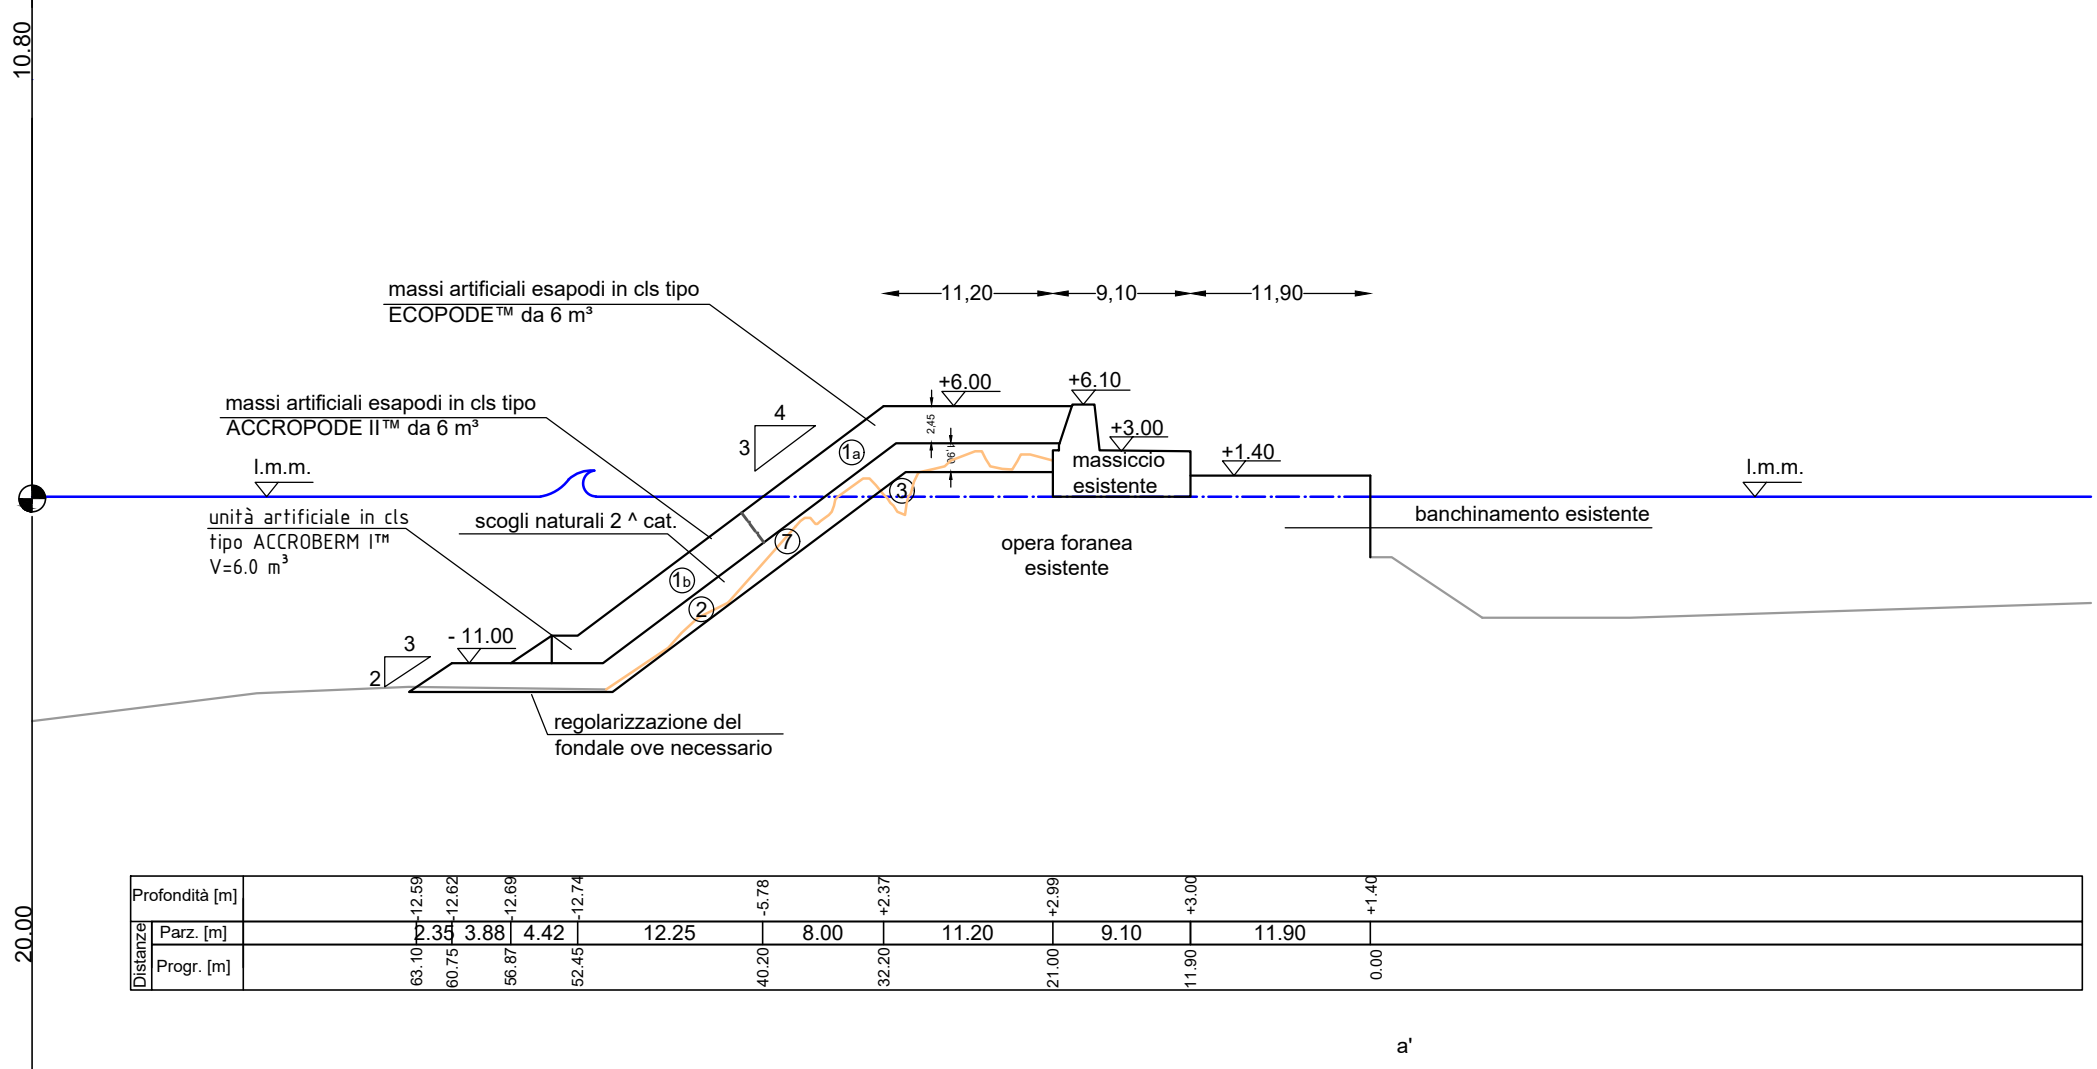 10.80
massi artificiali esapodi in cls tipo
ECOPODE™ da 6 m³
11,20
9,10
11,90
massi artificiali esapodi in cls tipo
ACCROPODE II™ da 6 m³
4
3
+6.00
+6.10
2,45
1,90
+3.00
+1.40
1a
massiccio
esistente
l.m.m.
l.m.m.
unità artificiale in cls
tipo ACCROBERM I™
V=6.0 m³
scogli naturali 2 ^ cat.
3
7
opera foranea
esistente
banchinamento esistente
1b
2
3
2
- 11.00
regolarizzazione del
fondale ove necessario
20.00
Profondità [m] -12.59 -12.62 -12.69 -12.74 -5.78 +2.37 +2.99 +3.00 +1.40
Distanze
Parz. [m] 2.35 3.88 4.42 12.25 8.00 11.20 9.10 11.90
Progr. [m] 63.10 60.75 56.87 52.45 40.20 32.20 21.00 11.90 0.00
a'